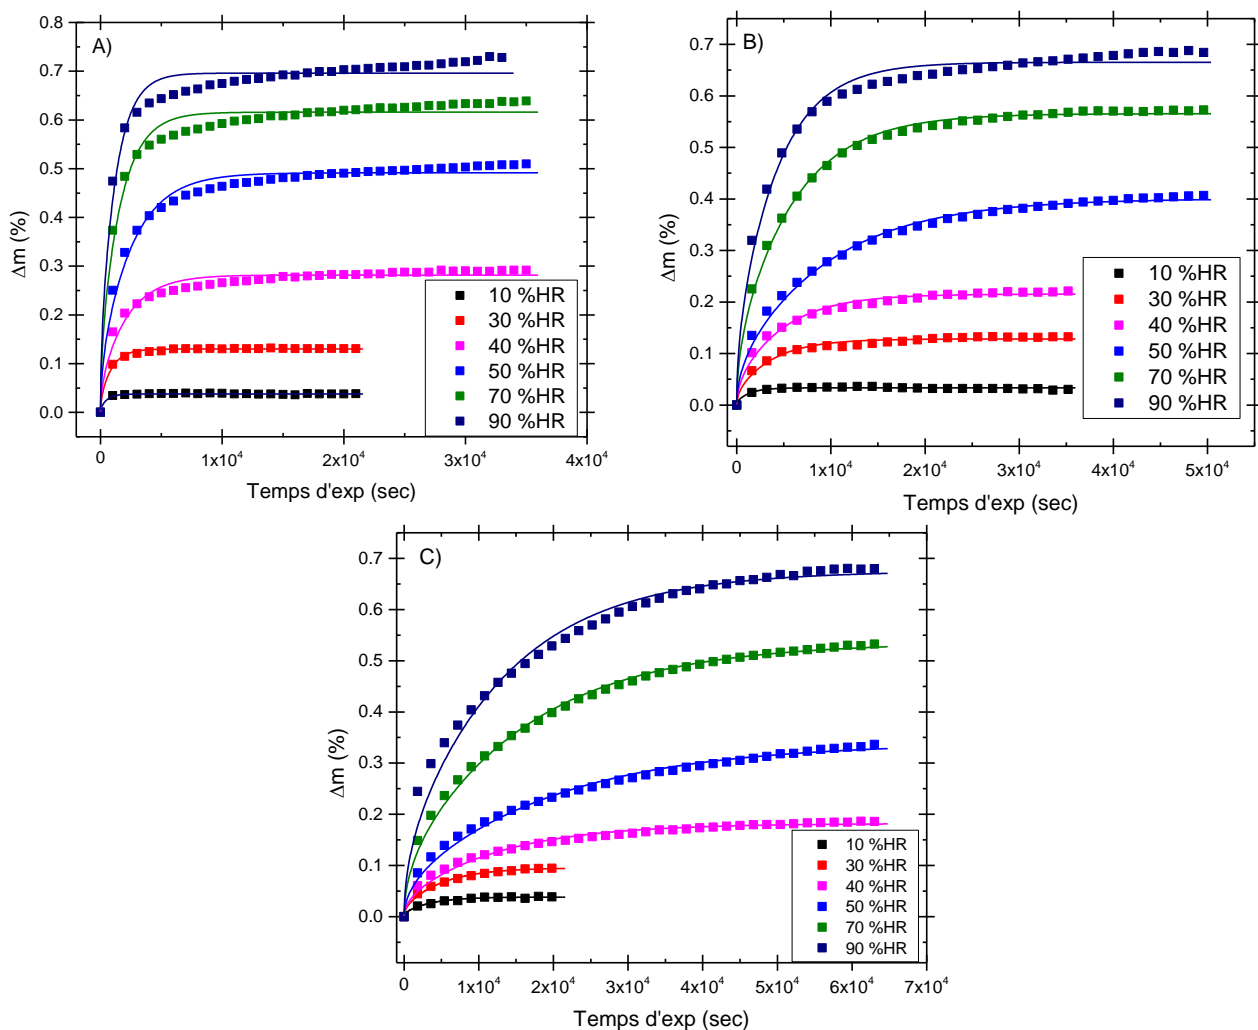 A)
Δm (%)
0.8
0.7
0.6
0.5
0.4
0.3
0.2
0.1
0.0
10 %HR
30 %HR
40 %HR
50 %HR
70 %HR
90 %HR
0 1x10⁴ 2x10⁴ 3x10⁴ 4x10⁴
Temps d'exp (sec)
B)
Δm (%)
0.7
0.6
0.5
0.4
0.3
0.2
0.1
0.0
10 %HR
30 %HR
40 %HR
50 %HR
70 %HR
90 %HR
0 1x10⁴ 2x10⁴ 3x10⁴ 4x10⁴ 5x10⁴
Temps d'exp (sec)
C)
Δm (%)
0.7
0.6
0.5
0.4
0.3
0.2
0.1
0.0
10 %HR
30 %HR
40 %HR
50 %HR
70 %HR
90 %HR
0 1x10⁴ 2x10⁴ 3x10⁴ 4x10⁴ 5x10⁴ 6x10⁴ 7x10⁴
Temps d'exp (sec)